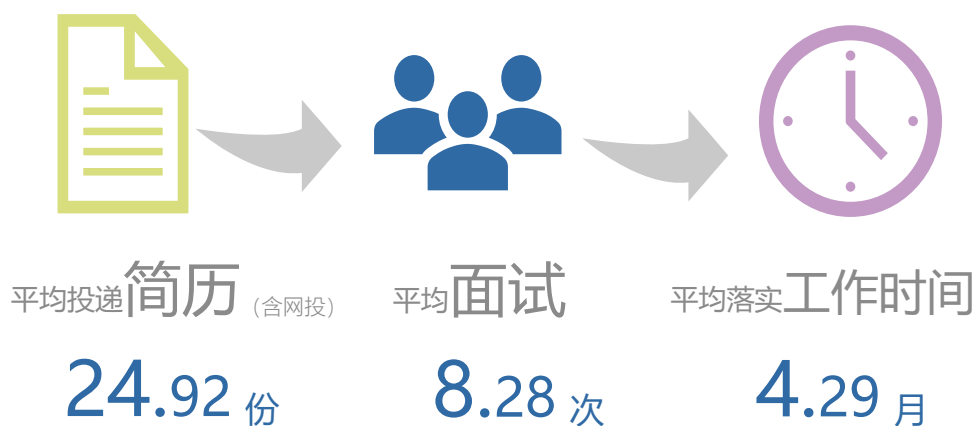 平均投递简历(含网投)
24.92 份
平均面试
8.28 次
平均落实工作时间
4.29 月